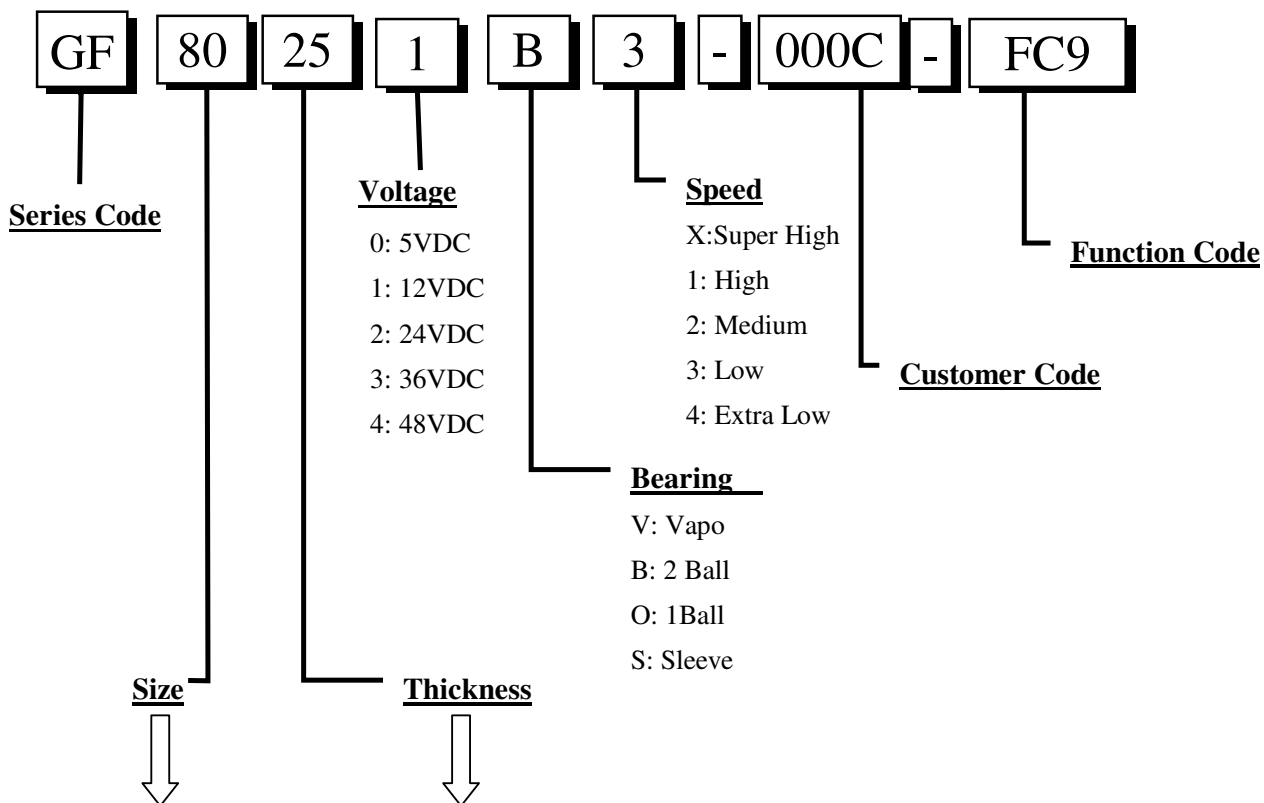 GF 80 25 1 B 3 - 000C - FC9
Series Code
Voltage
0: 5VDC
1: 12VDC
2: 24VDC
3: 36VDC
4: 48VDC
Speed
X:Super High
1: High
2: Medium
3: Low
4: Extra Low
Function Code
Customer Code
Bearing
V: Vapo
B: 2 Ball
O: 1Ball
S: Sleeve
Size
Thickness